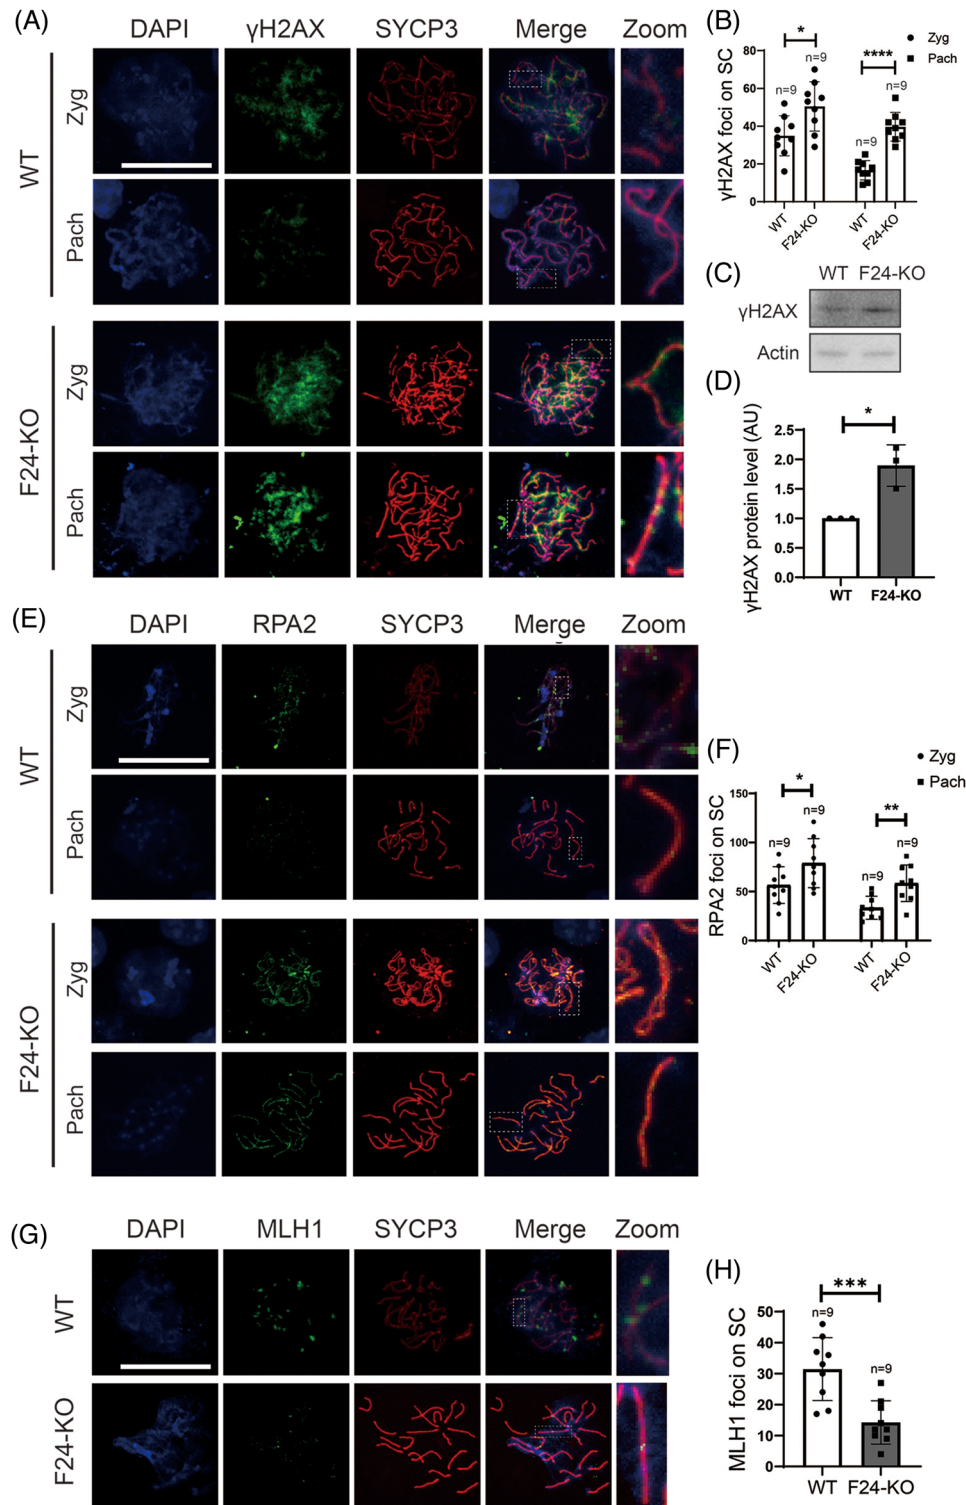 (A)
DAPI γH2AX SYCP3 Merge Zoom
WT
Zyg
Pach
F24-KO
Zyg
Pach
(B)
Zyg
Pach
γH2AX foci on SC
80
60
40
20
0
*
****
n=9
n=9
n=9
n=9
WT
F24-KO
WT
F24-KO
(C)
WT F24-KO
γH2AX
Actin
(D)
γH2AX protein level (AU)
*
2.5
2.0
1.5
1.0
0.5
0.0
WT F24-KO
(E)
DAPI RPA2 SYCP3 Merge Zoom
WT
Zyg
Pach
F24-KO
Zyg
Pach
(F)
Zyg
Pach
RPA2 foci on SC
150
100
50
0
*
**
n=9
n=9
n=9
n=9
WT
F24-KO
WT
F24-KO
(G)
DAPI MLH1 SYCP3 Merge Zoom
WT
F24-KO
(H)
MLH1 foci on SC
***
50
40
30
20
10
0
n=9
n=9
WT F24-KO